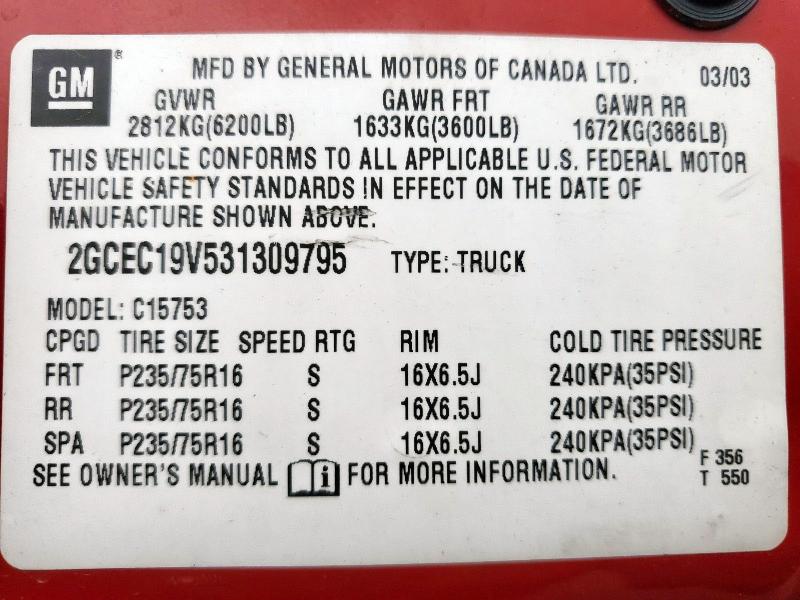 GM® MFD BY GENERAL MOTORS OF CANADA LTD. 03/03
GVWR GAWR FRT GAWR RR
2812KG(6200LB) 1633KG(3600LB) 1672KG(3686LB)
THIS VEHICLE CONFORMS TO ALL APPLICABLE U.S. FEDERAL MOTOR
VEHICLE SAFETY STANDARDS IN EFFECT ON THE DATE OF
MANUFACTURE SHOWN ABOVE.
2GCEC19V531309795 TYPE: TRUCK
MODEL: C15753
CPGD TIRE SIZE SPEED RTG RIM COLD TIRE PRESSURE
FRT P235/75R16 S 16X6.5J 240KPA(35PSI)
RR P235/75R16 S 16X6.5J 240KPA(35PSI)
SPA P235/75R16 S 16X6.5J 240KPA(35PSI)
SEE OWNER'S MANUAL i FOR MORE INFORMATION.
F 356
T 550